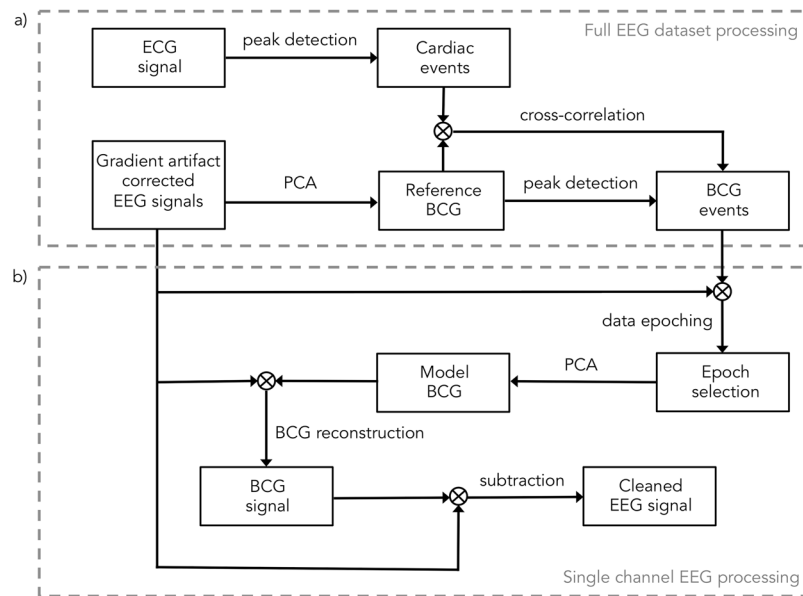 a)
Full EEG dataset processing
ECG
signal
peak detection
Cardiac
events
cross-correlation
Gradient artifact
corrected
EEG signals
PCA
Reference
BCG
peak detection
BCG
events
b)
data epoching
Model
BCG
PCA
Epoch
selection
BCG reconstruction
BCG
signal
subtraction
Cleaned
EEG signal
Single channel EEG processing